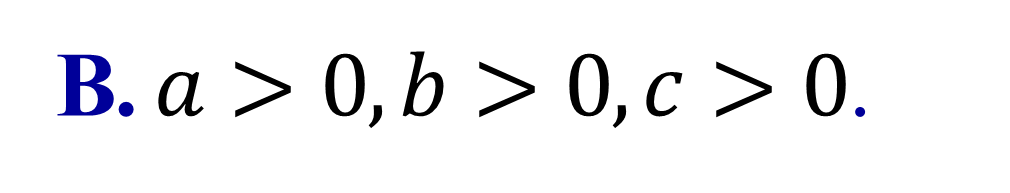 B. a > 0, b > 0, c > 0.